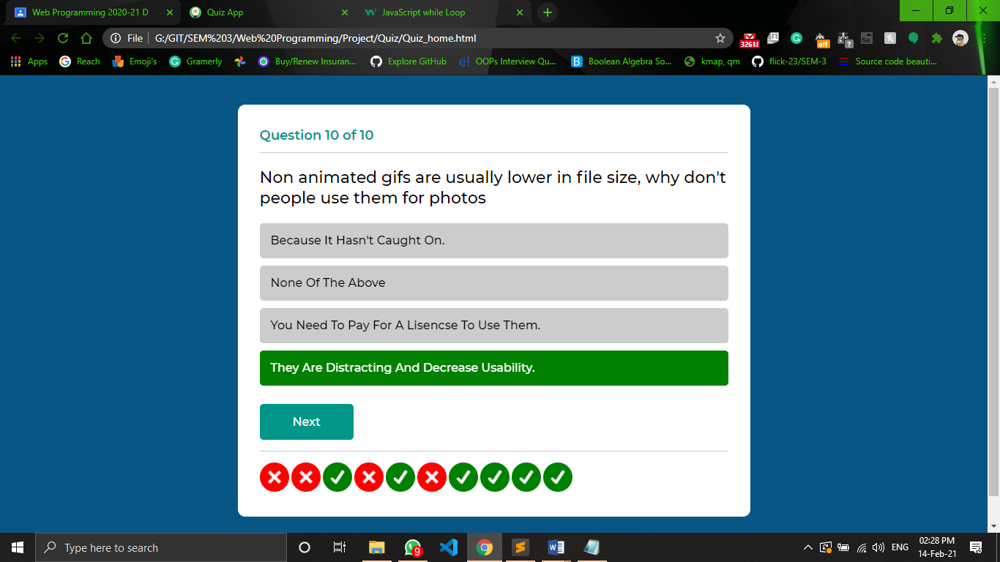 Web Programming 2020-21 D
Quiz App
JavaScript while Loop
File
G:/GIT/SEM%203/Web%20Programming/Project/Quiz/Quiz_home.html
32618
off
?
Se
Apps
Reach
Emoji's
Gramerly
Buy/Renew Insuran...
Explore GitHub
e!
OOPs Interview Qu...
B
Boolean Algebra So...
kmap, qm
flick-23/SEM-3
Source code beauti...
Question 10 of 10
Non animated gifs are usually lower in file size, why don't
people use them for photos
Because It Hasn't Caught On.
None Of The Above
You Need To Pay For A Lisencse To Use Them.
They Are Distracting And Decrease Usability.
Next
Type here to search
9
ENG
02:28 PM
14-Feb-21